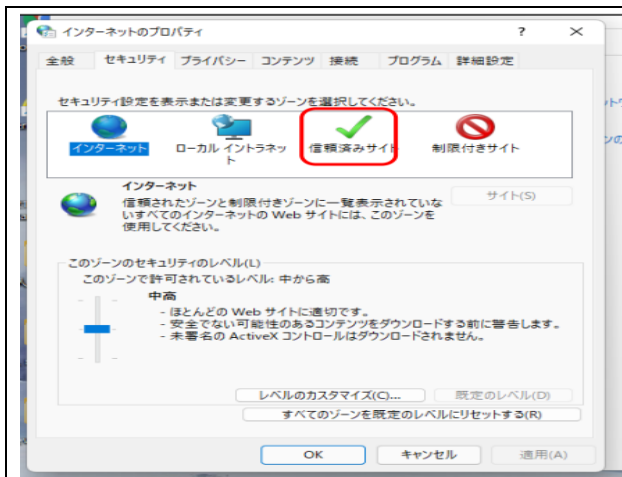 インターネットのプロパティ
?
×
全般 セキュリティ プライバシー コンテンツ 接続 プログラム 詳細設定
セキュリティ設定を表示または変更するゾーンを選択してください。
インターネット
ローカル イントラネッ
ト
信頼済みサイト
制限付きサイト
インターネット
信頼されたゾーンと制限付きゾーンに一覧表示されていな
いすべてのインターネットの Web サイトには、このゾーンを
使用してください。
サイト(S)
このゾーンのセキュリティのレベル(L)
このゾーンで許可されているレベル: 中から高
中高
- ほとんどの Web サイトに適切です。
- 安全でない可能性のあるコンテンツをダウンロードする前に警告します。
- 未署名の ActiveX コントロールはダウンロードされません。
レベルのカスタマイズ(C)...
既定のレベル(D)
すべてのゾーンを既定のレベルにリセットする(R)
OK
キャンセル
適用(A)